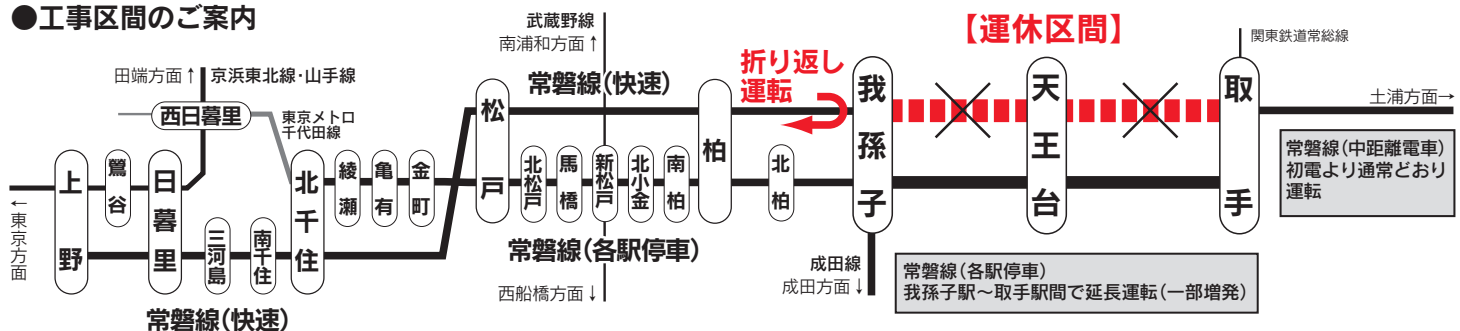 ●工事区間のご案内
武蔵野線
南浦和方面↑
【運休区間】
関東鉄道常総線
田端方面↑
京浜東北線・山手線
常磐線（快速）
折り返し
運転
西日暮里
東京メトロ
千代田線
土浦方面→
上野
鶯谷
日暮里
三河島
南千住
北千住
綾瀬
亀有
金町
松戸
北松戸
馬橋
新松戸
北小金
南柏
柏
北柏
我孫子
天王台
取手
常磐線（中距離電車）
初電より通常どおり
運転
←東京方面
常磐線（各駅停車）
西船橋方面↓
成田線
成田方面↓
常磐線（各駅停車）
我孫子駅～取手駅間で延長運転（一部増発）
常磐線（快速）